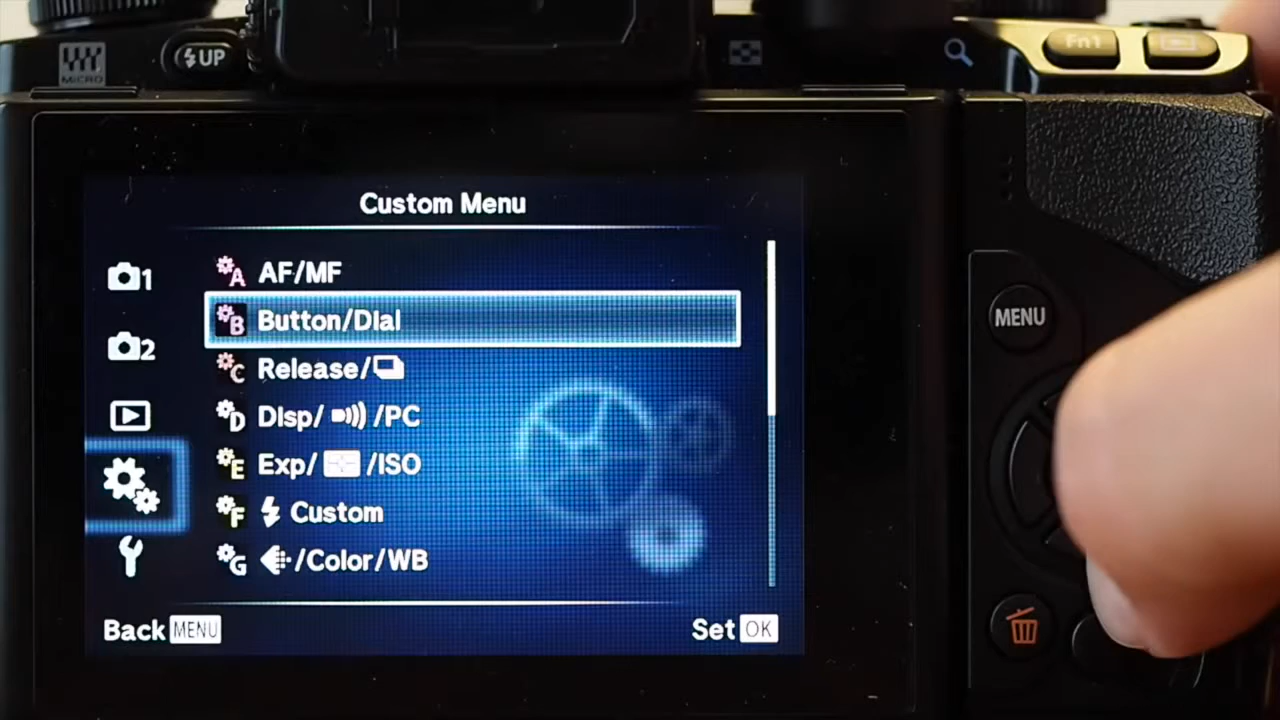 MICRO
UP
Fn1
Custom Menu
1
A AF/MF
B Button/Dial
2
C Release/
D Disp/ /PC
E Exp/ /ISO
F Custom
G /Color/WB
Back MENU
Set OK
MENU